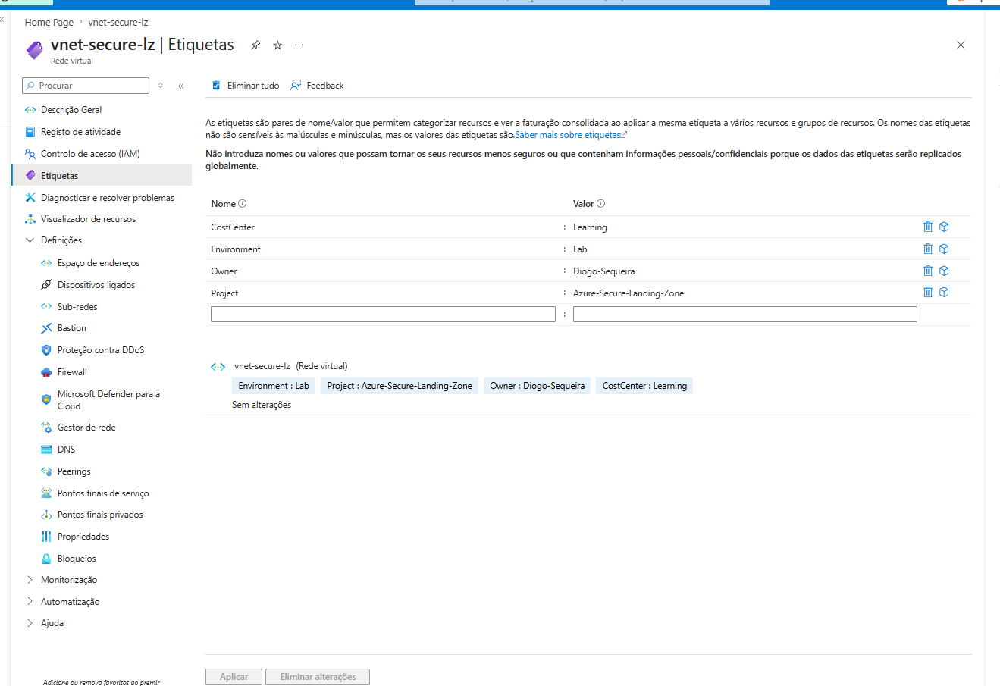 Home Page > vnet-secure-lz
vnet-secure-lz | Etiquetas
Rede virtual
Procurar
Eliminar tudo
Feedback
Descrição Geral
Registo de atividade
Controlo de acesso (IAM)
Etiquetas
Diagnosticar e resolver problemas
Visualizador de recursos
Definições
Espaço de endereços
Dispositivos ligados
Sub-redes
Bastion
Proteção contra DDoS
Firewall
Microsoft Defender para a
Cloud
Gestor de rede
DNS
Peerings
Pontos finais de serviço
Pontos finais privados
Propriedades
Bloqueios
Monitorização
Automatização
Ajuda
Adicione ou remova favoritos ao premir
As etiquetas são pares de nome/valor que permitem categorizar recursos e ver a faturação consolidada ao aplicar a mesma etiqueta a vários recursos e grupos de recursos. Os nomes das etiquetas
não são sensíveis às maiúsculas e minúsculas, mas os valores das etiquetas são.Saber mais sobre etiquetas
Não introduza nomes ou valores que possam tornar os seus recursos menos seguros ou que contenham informações pessoais/confidenciais porque os dados das etiquetas serão replicados
globalmente.
Nome Valor
CostCenter : Learning
Environment : Lab
Owner : Diogo-Sequeira
Project : Azure-Secure-Landing-Zone
:
vnet-secure-lz (Rede virtual)
Environment : Lab Project : Azure-Secure-Landing-Zone Owner : Diogo-Sequeira CostCenter : Learning
Sem alterações
Aplicar Eliminar alterações